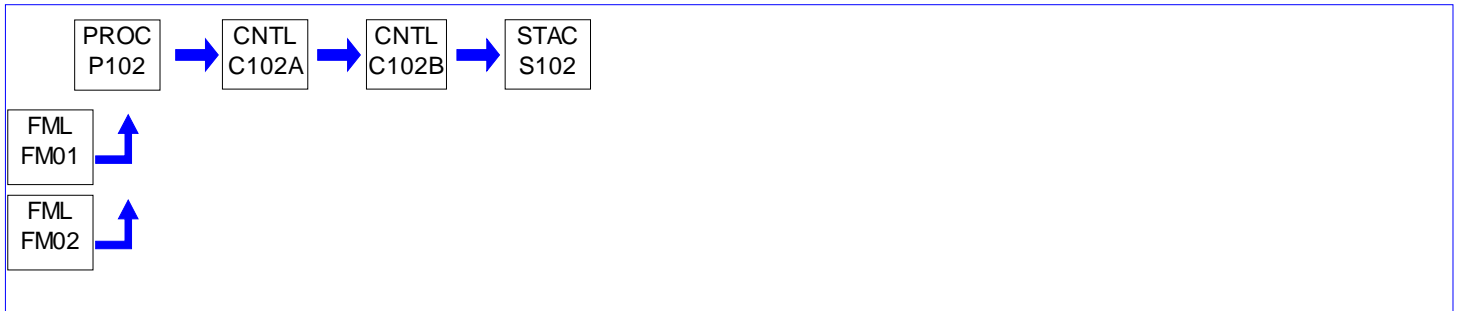 PROC
P102
CNTL
C102A
CNTL
C102B
STAC
S102
FML
FM01
FML
FM02